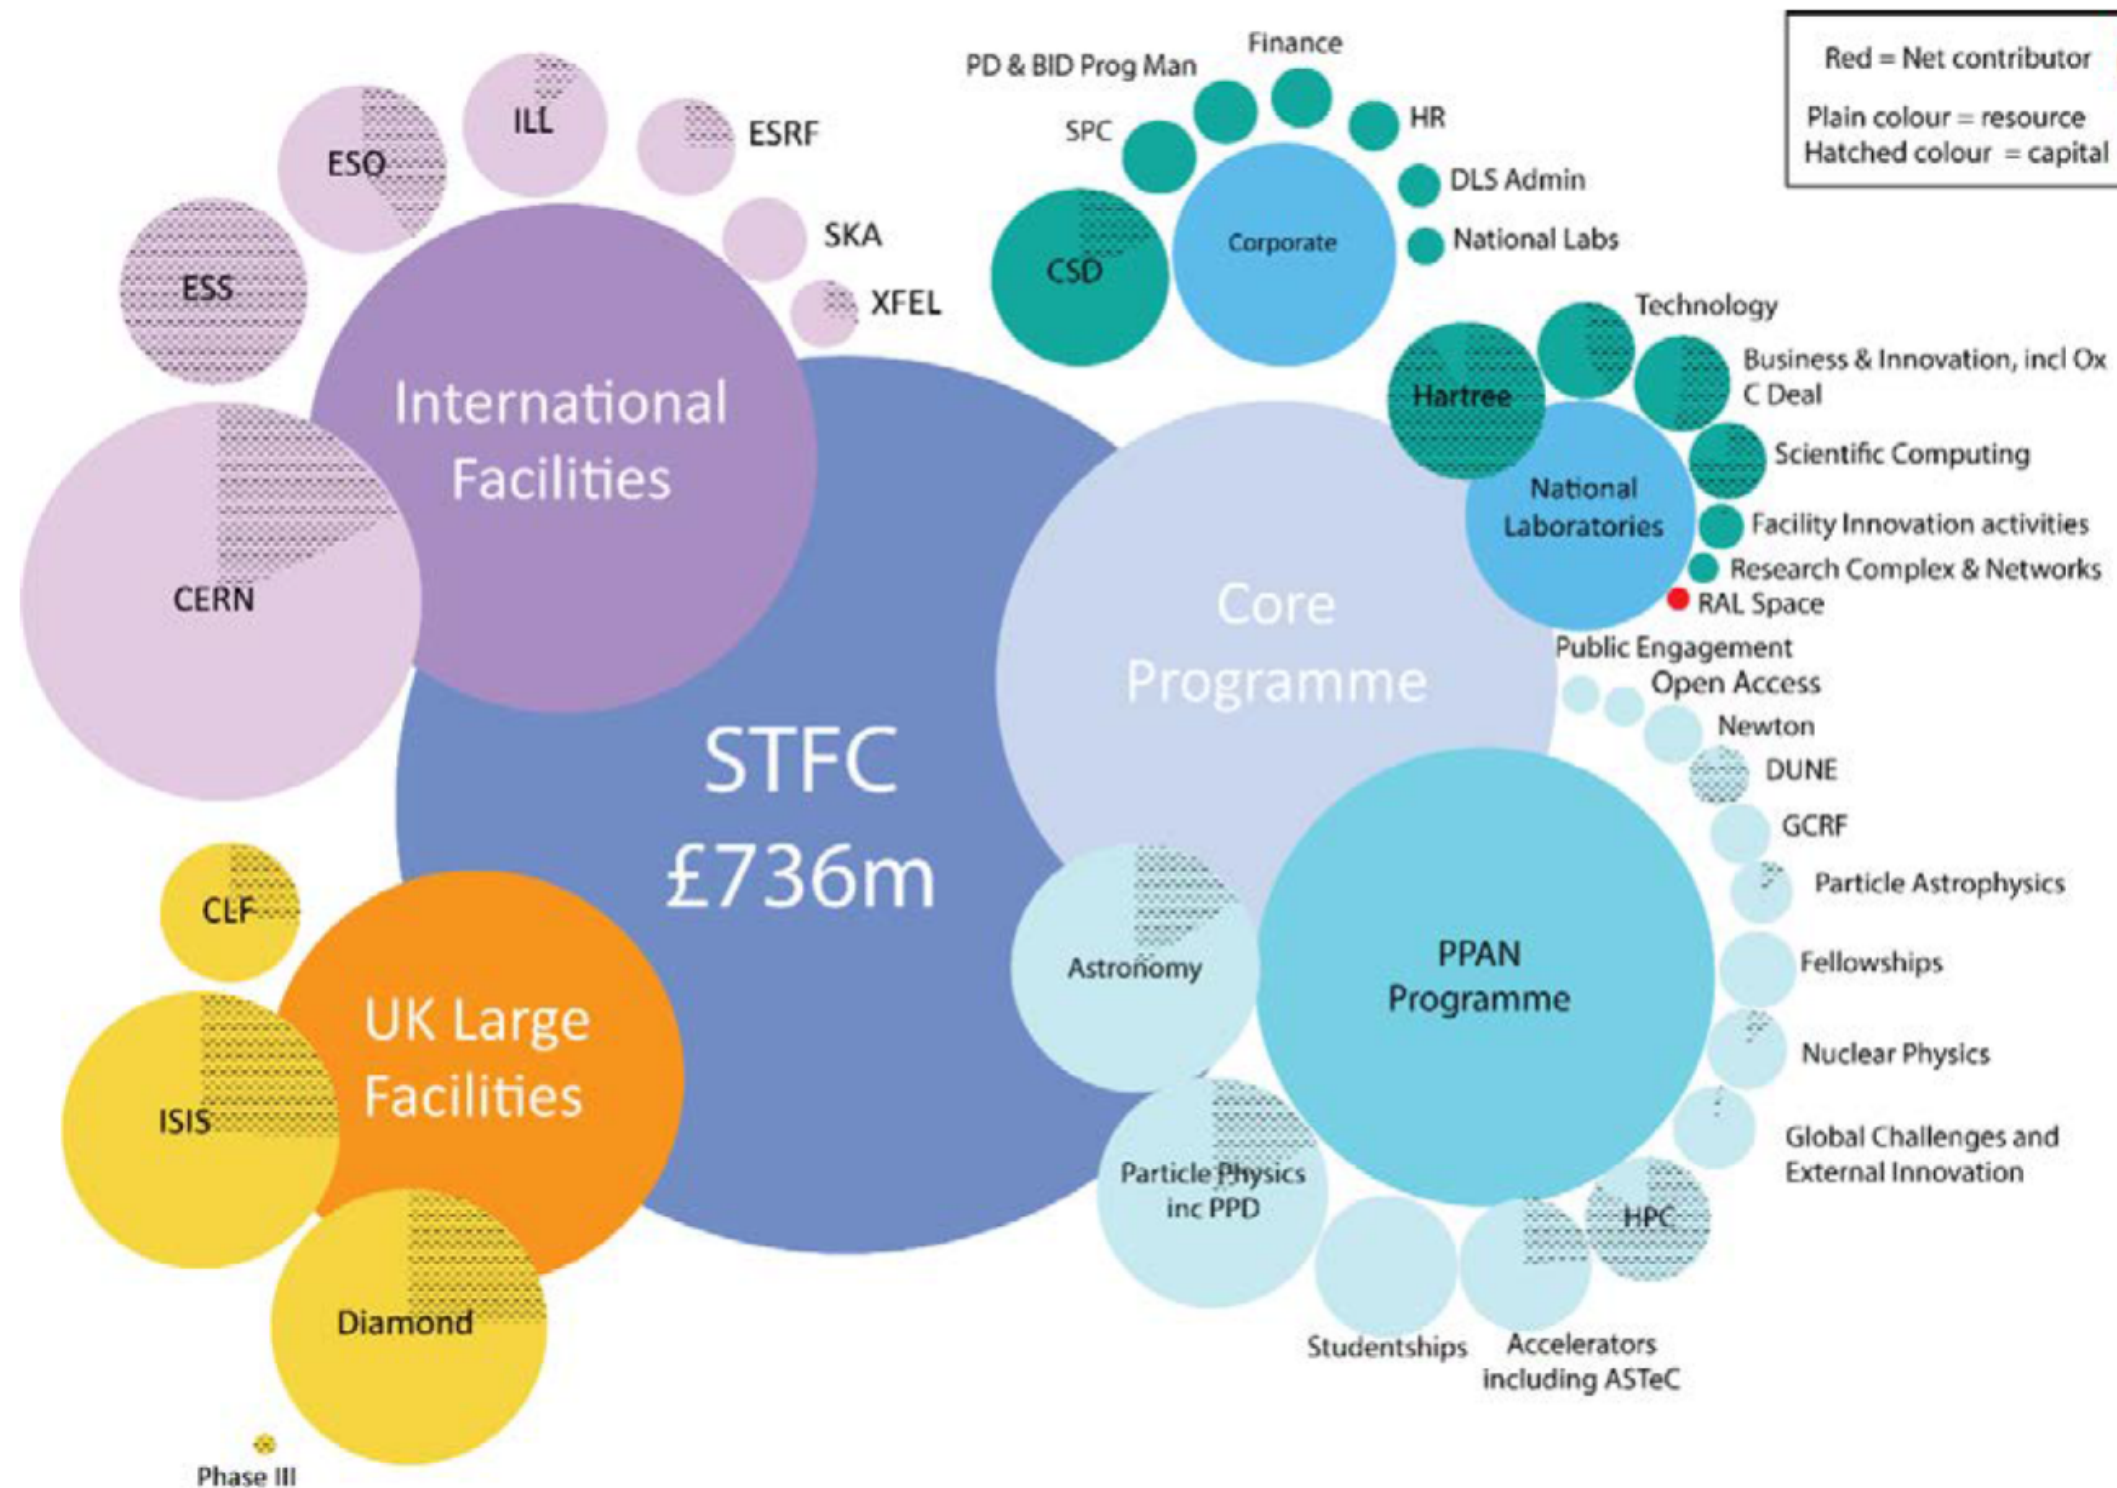 Finance
PD & BID Prog Man
SPC
HR
DLS Admin
National Labs
Corporate
CSD
Red = Net contributor
Plain colour = resource
Hatched colour = capital
ILL
ESO
ESRF
ESS
SKA
XFEL
CERN
International
Facilities
Technology
Business & Innovation, incl Ox
C Deal
Hartree
Scientific Computing
National
Laboratories
Facility Innovation activities
Research Complex & Networks
RAL Space
Core
Programme
Public Engagement
Open Access
Newton
DUNE
GCRF
Particle Astrophysics
Fellowships
Nuclear Physics
Global Challenges and
External Innovation
HPC
Accelerators
including ASTeC
Studentships
Particle Physics
inc PPD
Astronomy
PPAN
Programme
STFC
£736m
CLF
UK Large
Facilities
ISIS
Diamond
Phase III